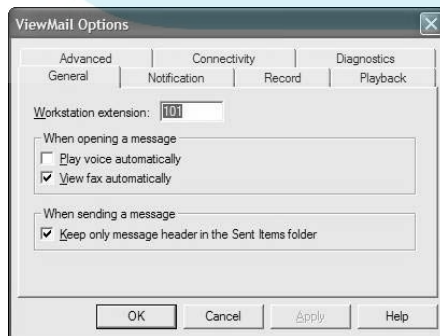 ViewMail Options
Advanced Connectivity Diagnostics
General Notification Record Playback
Workstation extension: 101
When opening a message
Play voice automatically
View fax automatically
When sending a message
Keep only message header in the Sent Items folder
OK Cancel Apply Help